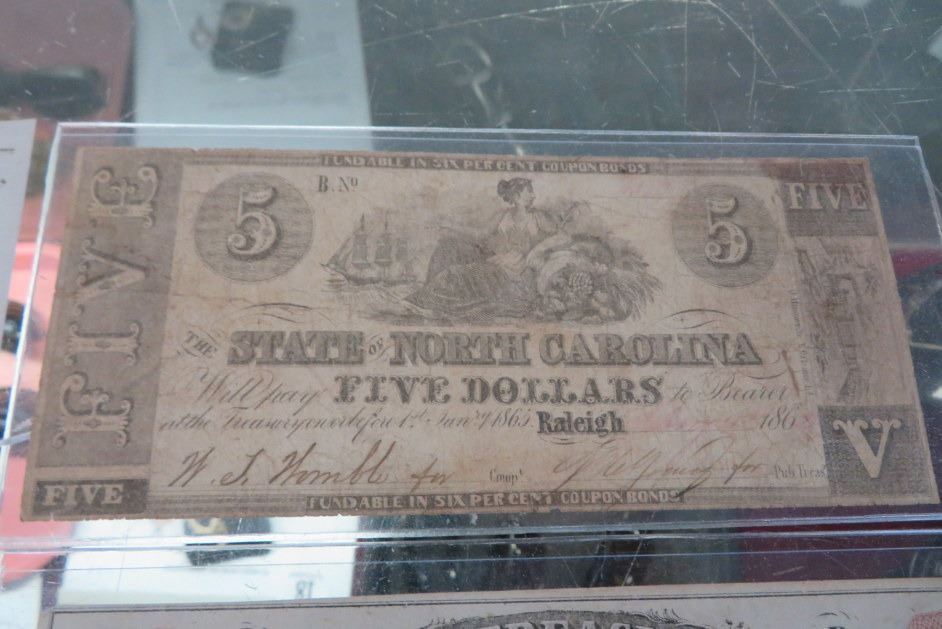 FUNDABLE IN SIX PER CENT COUPON BONDS
FIVE
B. No
5
5
FIVE
THE STATE OF NORTH CAROLINA
Will pay FIVE DOLLARS to Bearer
at the Treasury on or before 1st Jany 1865 Raleigh 186
V
W. J. Womble for Compt for Pub Treas
FIVE
FUNDABLE IN SIX PER CENT COUPON BONDS